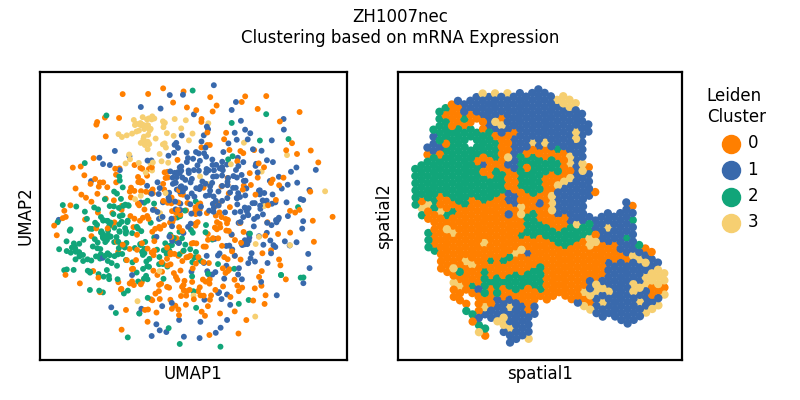 ZH1007nec
Clustering based on mRNA Expression
UMAP2
UMAP1
spatial2
spatial1
Leiden
Cluster
0
1
2
3